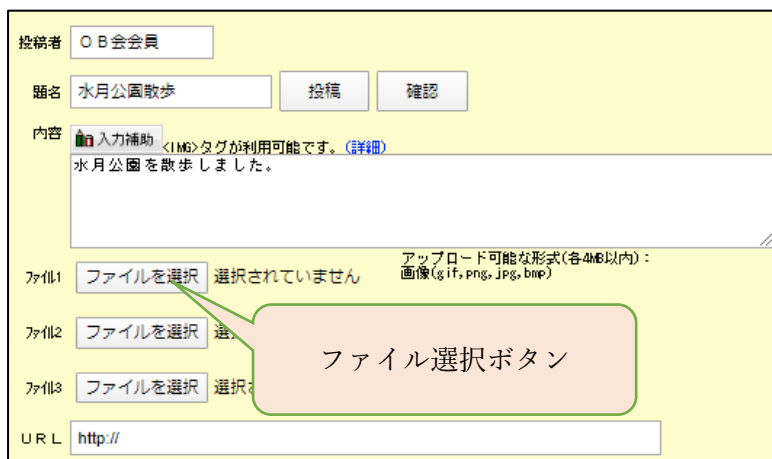 投稿者 ＯＢ会会員
題名 水月公園散歩 投稿 確認
内容 入力補助 <IMG>タグが利用可能です。(詳細)
水月公園を散歩しました。
アップロード可能な形式(各4MB以内)：
ﾌｧｲﾙ1 ファイルを選択 選択されていません 画像(gif,png,jpg,bmp)
ﾌｧｲﾙ2 ファイルを選択 選
ファイル選択ボタン
ﾌｧｲﾙ3 ファイルを選択 選択
ＵＲＬ http://